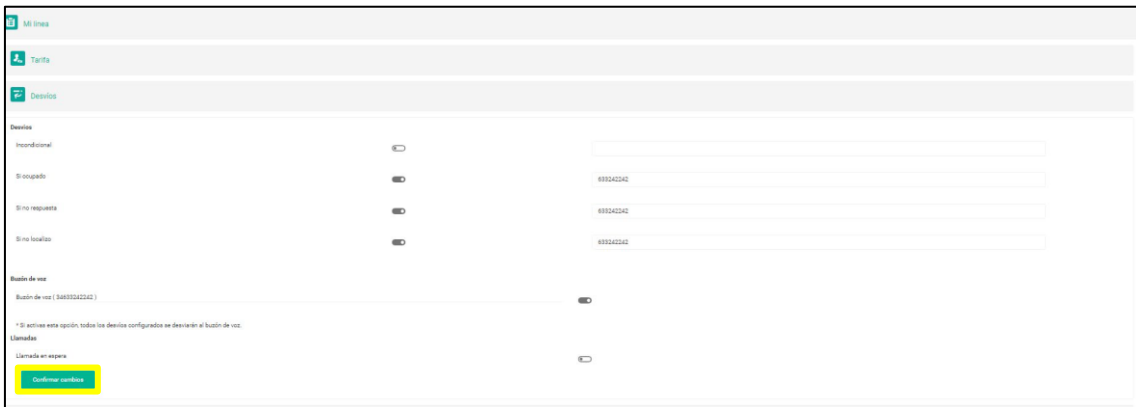 Mi línea
Tarifa
Desvíos
Desvíos
Incondicional
Si ocupado
633242242
Si no respuesta
633242242
Si no localizo
633242242
Buzón de voz
Buzón de voz ( 34633242242 )
* Si activas esta opción, todos los desvíos configurados se desviarán al buzón de voz.
Llamadas
Llamada en espera
Confirmar cambios